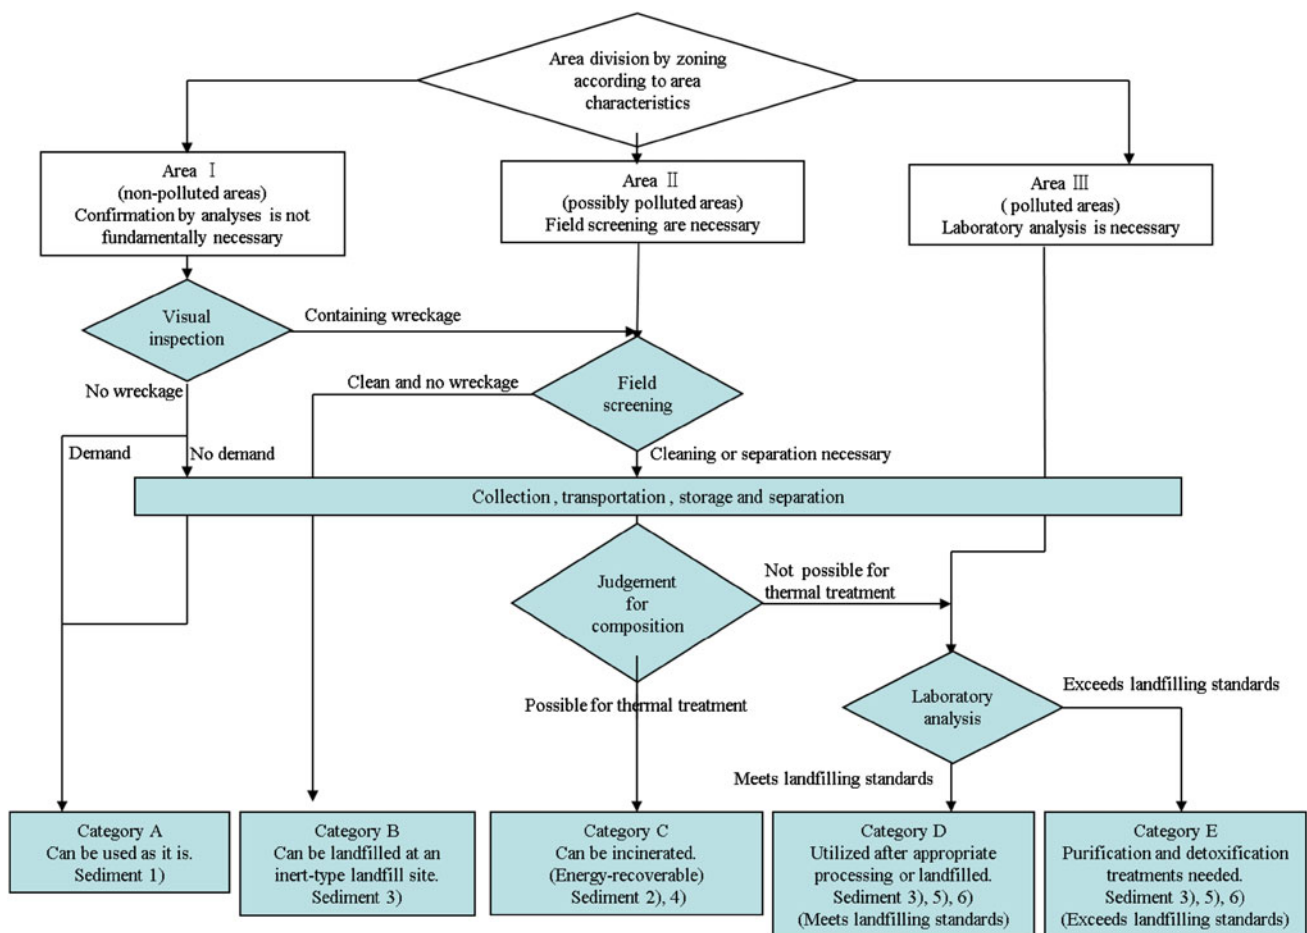 Area division by zoning
according to area
characteristics
Area Ⅰ
(non-polluted areas)
Confirmation by analyses is not
fundamentally necessary
Area Ⅱ
(possibly polluted areas)
Field screening are necessary
Area Ⅲ
( polluted areas)
Laboratory analysis is necessary
Visual
inspection
Containing wreckage
Clean and no wreckage
Field
screening
No wreckage
Demand
No demand
Cleaning or separation necessary
Collection , transportation , storage and separation
Judgement
for
composition
Not possible for
thermal treatment
Possible for thermal treatment
Laboratory
analysis
Exceeds landfilling standards
Meets landfilling standards
Category A
Can be used as it is.
Sediment 1)
Category B
Can be landfilled at an
inert-type landfill site.
Sediment 3)
Category C
Can be incinerated.
(Energy-recoverable)
Sediment 2), 4)
Category D
Utilized after appropriate
processing or landfilled.
Sediment 3), 5), 6)
(Meets landfilling standards)
Category E
Purification and detoxification
treatments needed.
Sediment 3), 5), 6)
(Exceeds landfilling standards)